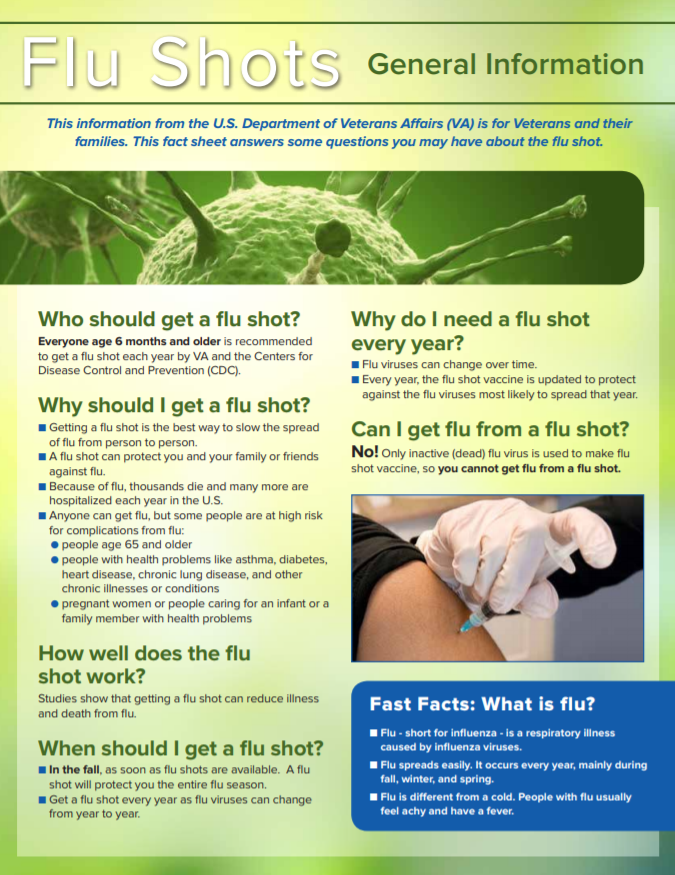 Flu Shots General Information
This information from the U.S. Department of Veterans Affairs (VA) is for Veterans and their
families. This fact sheet answers some questions you may have about the flu shot.
Who should get a flu shot?
Everyone age 6 months and older is recommended
to get a flu shot each year by VA and the Centers for
Disease Control and Prevention (CDC).
Why should I get a flu shot?
■ Getting a flu shot is the best way to slow the spread
of flu from person to person.
■ A flu shot can protect you and your family or friends
against flu.
■ Because of flu, thousands die and many more are
hospitalized each year in the U.S.
■ Anyone can get flu, but some people are at high risk
for complications from flu:
● people age 65 and older
● people with health problems like asthma, diabetes,
heart disease, chronic lung disease, and other
chronic illnesses or conditions
● pregnant women or people caring for an infant or a
family member with health problems
How well does the flu
shot work?
Studies show that getting a flu shot can reduce illness
and death from flu.
When should I get a flu shot?
■ In the fall, as soon as flu shots are available. A flu
shot will protect you the entire flu season.
■ Get a flu shot every year as flu viruses can change
from year to year.
Why do I need a flu shot
every year?
■ Flu viruses can change over time.
■ Every year, the flu shot vaccine is updated to protect
against the flu viruses most likely to spread that year.
Can I get flu from a flu shot?
No! Only inactive (dead) flu virus is used to make flu
shot vaccine, so you cannot get flu from a flu shot.
Fast Facts: What is flu?
■ Flu - short for influenza - is a respiratory illness
caused by influenza viruses.
■ Flu spreads easily. It occurs every year, mainly during
fall, winter, and spring.
■ Flu is different from a cold. People with flu usually
feel achy and have a fever.